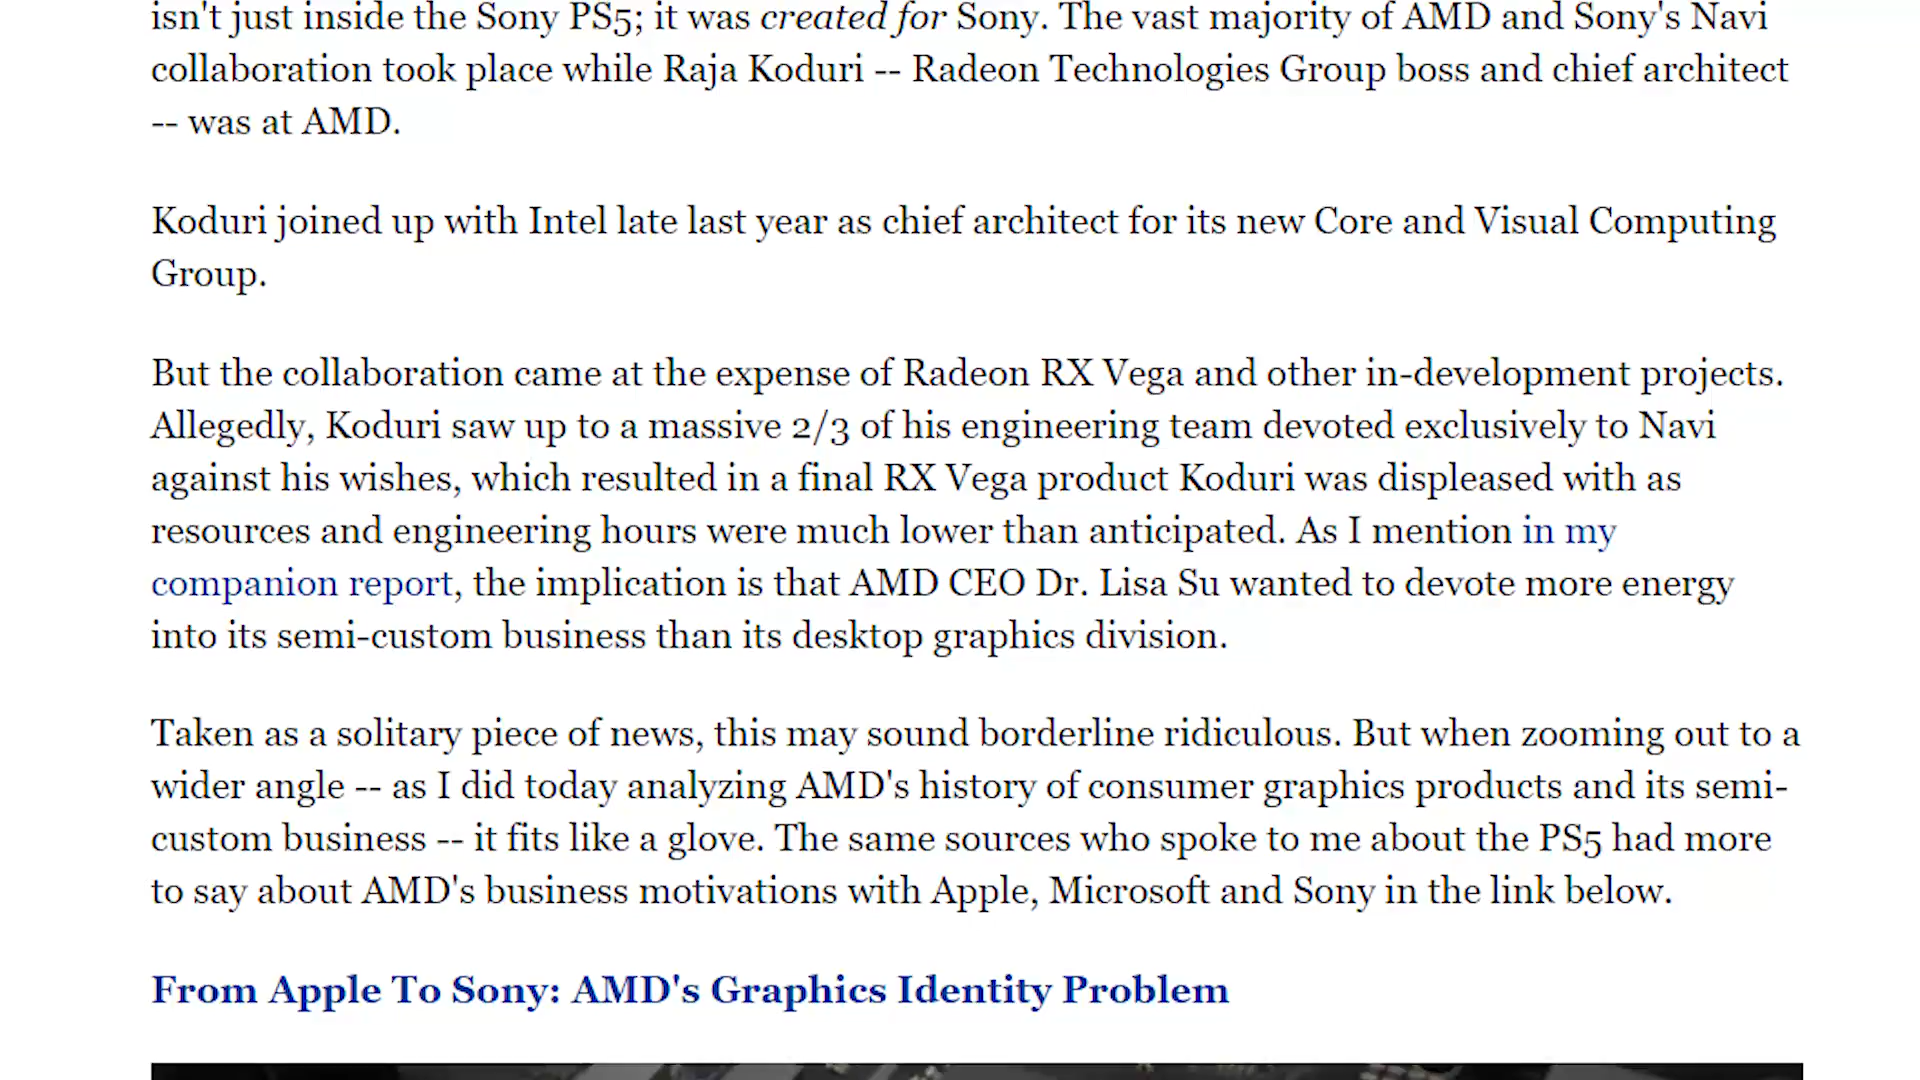 isn't just inside the Sony PS5; it was created for Sony. The vast majority of AMD and Sony's Navi
collaboration took place while Raja Koduri -- Radeon Technologies Group boss and chief architect
-- was at AMD.
Koduri joined up with Intel late last year as chief architect for its new Core and Visual Computing
Group.
But the collaboration came at the expense of Radeon RX Vega and other in-development projects.
Allegedly, Koduri saw up to a massive 2/3 of his engineering team devoted exclusively to Navi
against his wishes, which resulted in a final RX Vega product Koduri was displeased with as
resources and engineering hours were much lower than anticipated. As I mention in my
companion report, the implication is that AMD CEO Dr. Lisa Su wanted to devote more energy
into its semi-custom business than its desktop graphics division.
Taken as a solitary piece of news, this may sound borderline ridiculous. But when zooming out to a
wider angle -- as I did today analyzing AMD's history of consumer graphics products and its semi-
custom business -- it fits like a glove. The same sources who spoke to me about the PS5 had more
to say about AMD's business motivations with Apple, Microsoft and Sony in the link below.
From Apple To Sony: AMD's Graphics Identity Problem